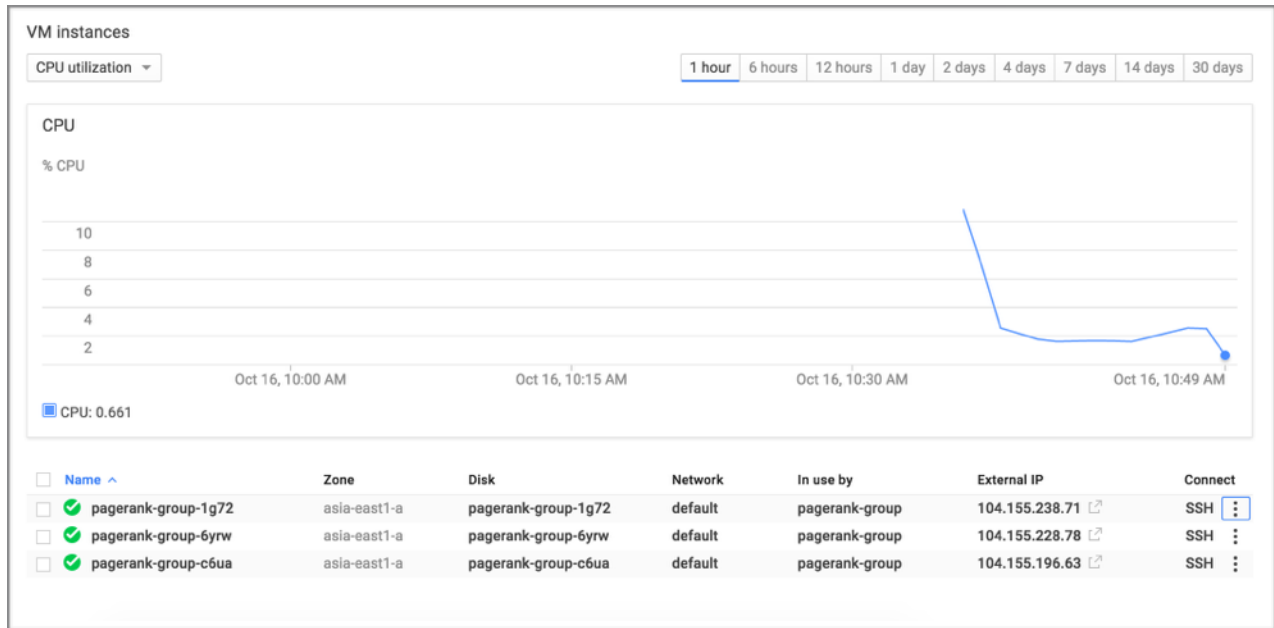 VM instances
CPU utilization
1 hour 6 hours 12 hours 1 day 2 days 4 days 7 days 14 days 30 days
CPU
% CPU
10
8
6
4
2
Oct 16, 10:00 AM Oct 16, 10:15 AM Oct 16, 10:30 AM Oct 16, 10:49 AM
CPU: 0.661
Name Zone Disk Network In use by External IP Connect
pagerank-group-1g72 asia-east1-a pagerank-group-1g72 default pagerank-group 104.155.238.71 SSH
pagerank-group-6yrw asia-east1-a pagerank-group-6yrw default pagerank-group 104.155.228.78 SSH
pagerank-group-c6ua asia-east1-a pagerank-group-c6ua default pagerank-group 104.155.196.63 SSH